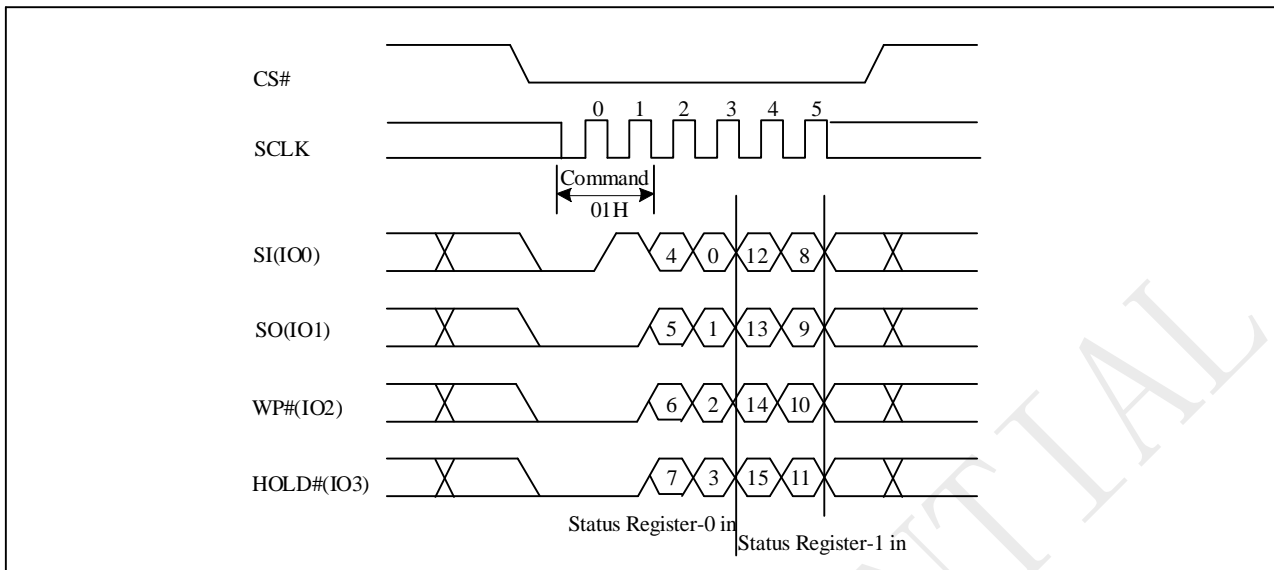 CS#
0 1 2 3 4 5
SCLK
Command
01H
SI(IO0)
4 0 12 8
SO(IO1)
5 1 13 9
WP#(IO2)
6 2 14 10
HOLD#(IO3)
7 3 15 11
Status Register-0 in
Status Register-1 in
NTIAL